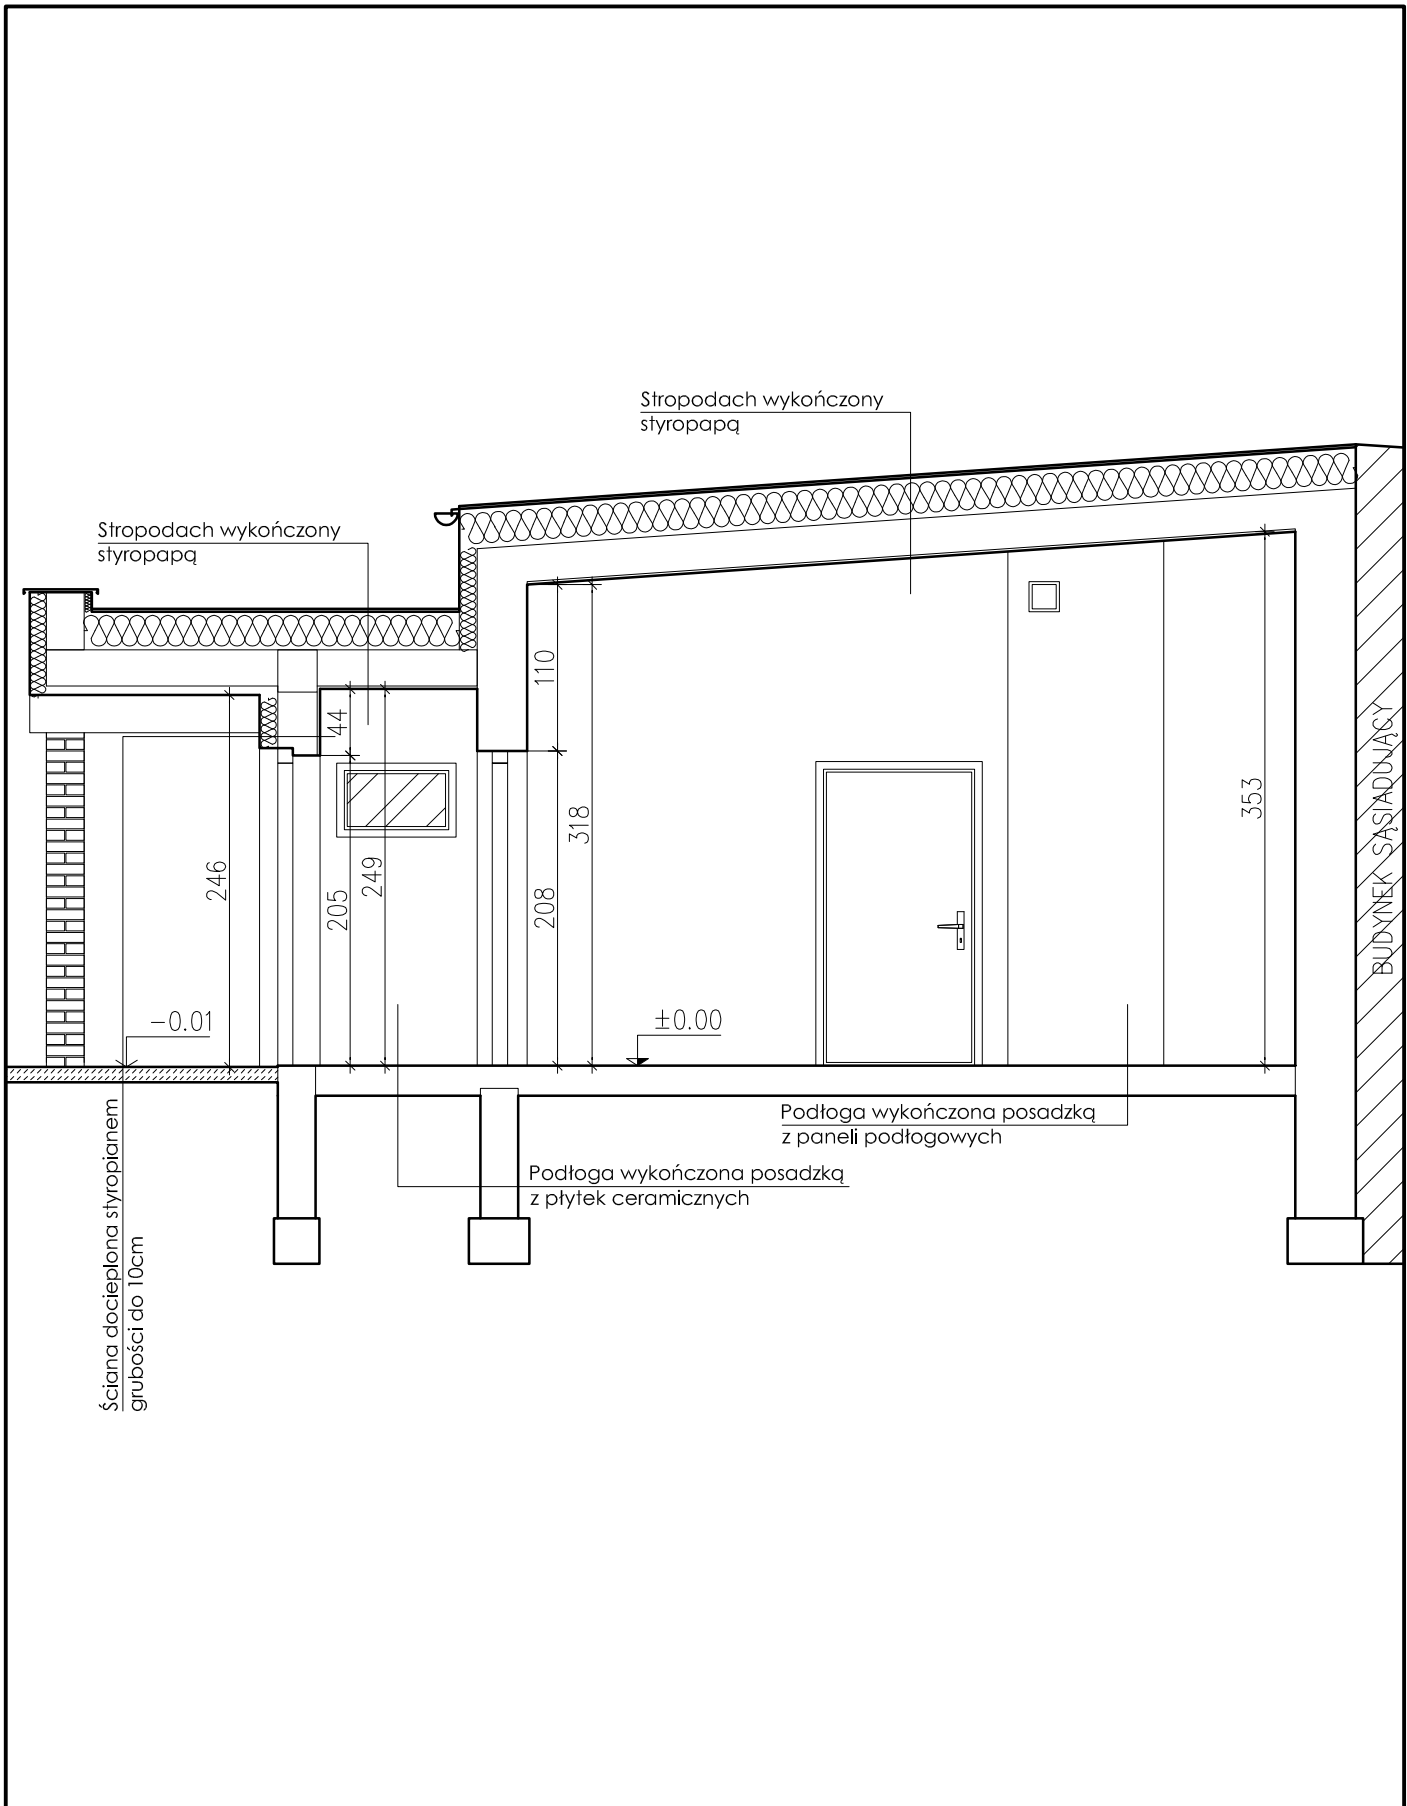 Stropodach wykończony
styropapą
Stropodach wykończony
styropapą
110
44
246
205
249
318
208
353
BUDYNEK SĄSIADUJĄCY
-0.01
±0.00
Podłoga wykończona posadzką
z paneli podłogowych
Podłoga wykończona posadzką
z płytek ceramicznych
Ściana docieplona styropianem
grubości do 10cm